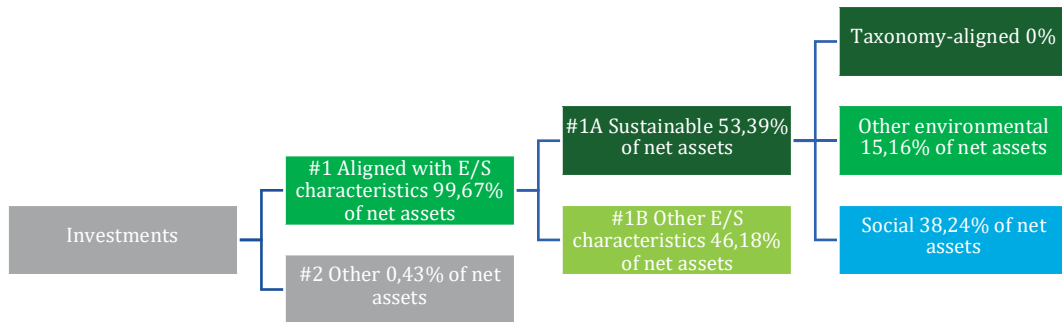 Investments
#1 Aligned with E/S
characteristics 99,67%
of net assets
#2 Other 0,43% of net
assets
#1A Sustainable 53,39%
of net assets
#1B Other E/S
characteristics 46,18%
of net assets
Taxonomy-aligned 0%
Other environmental
15,16% of net assets
Social 38,24% of net
assets